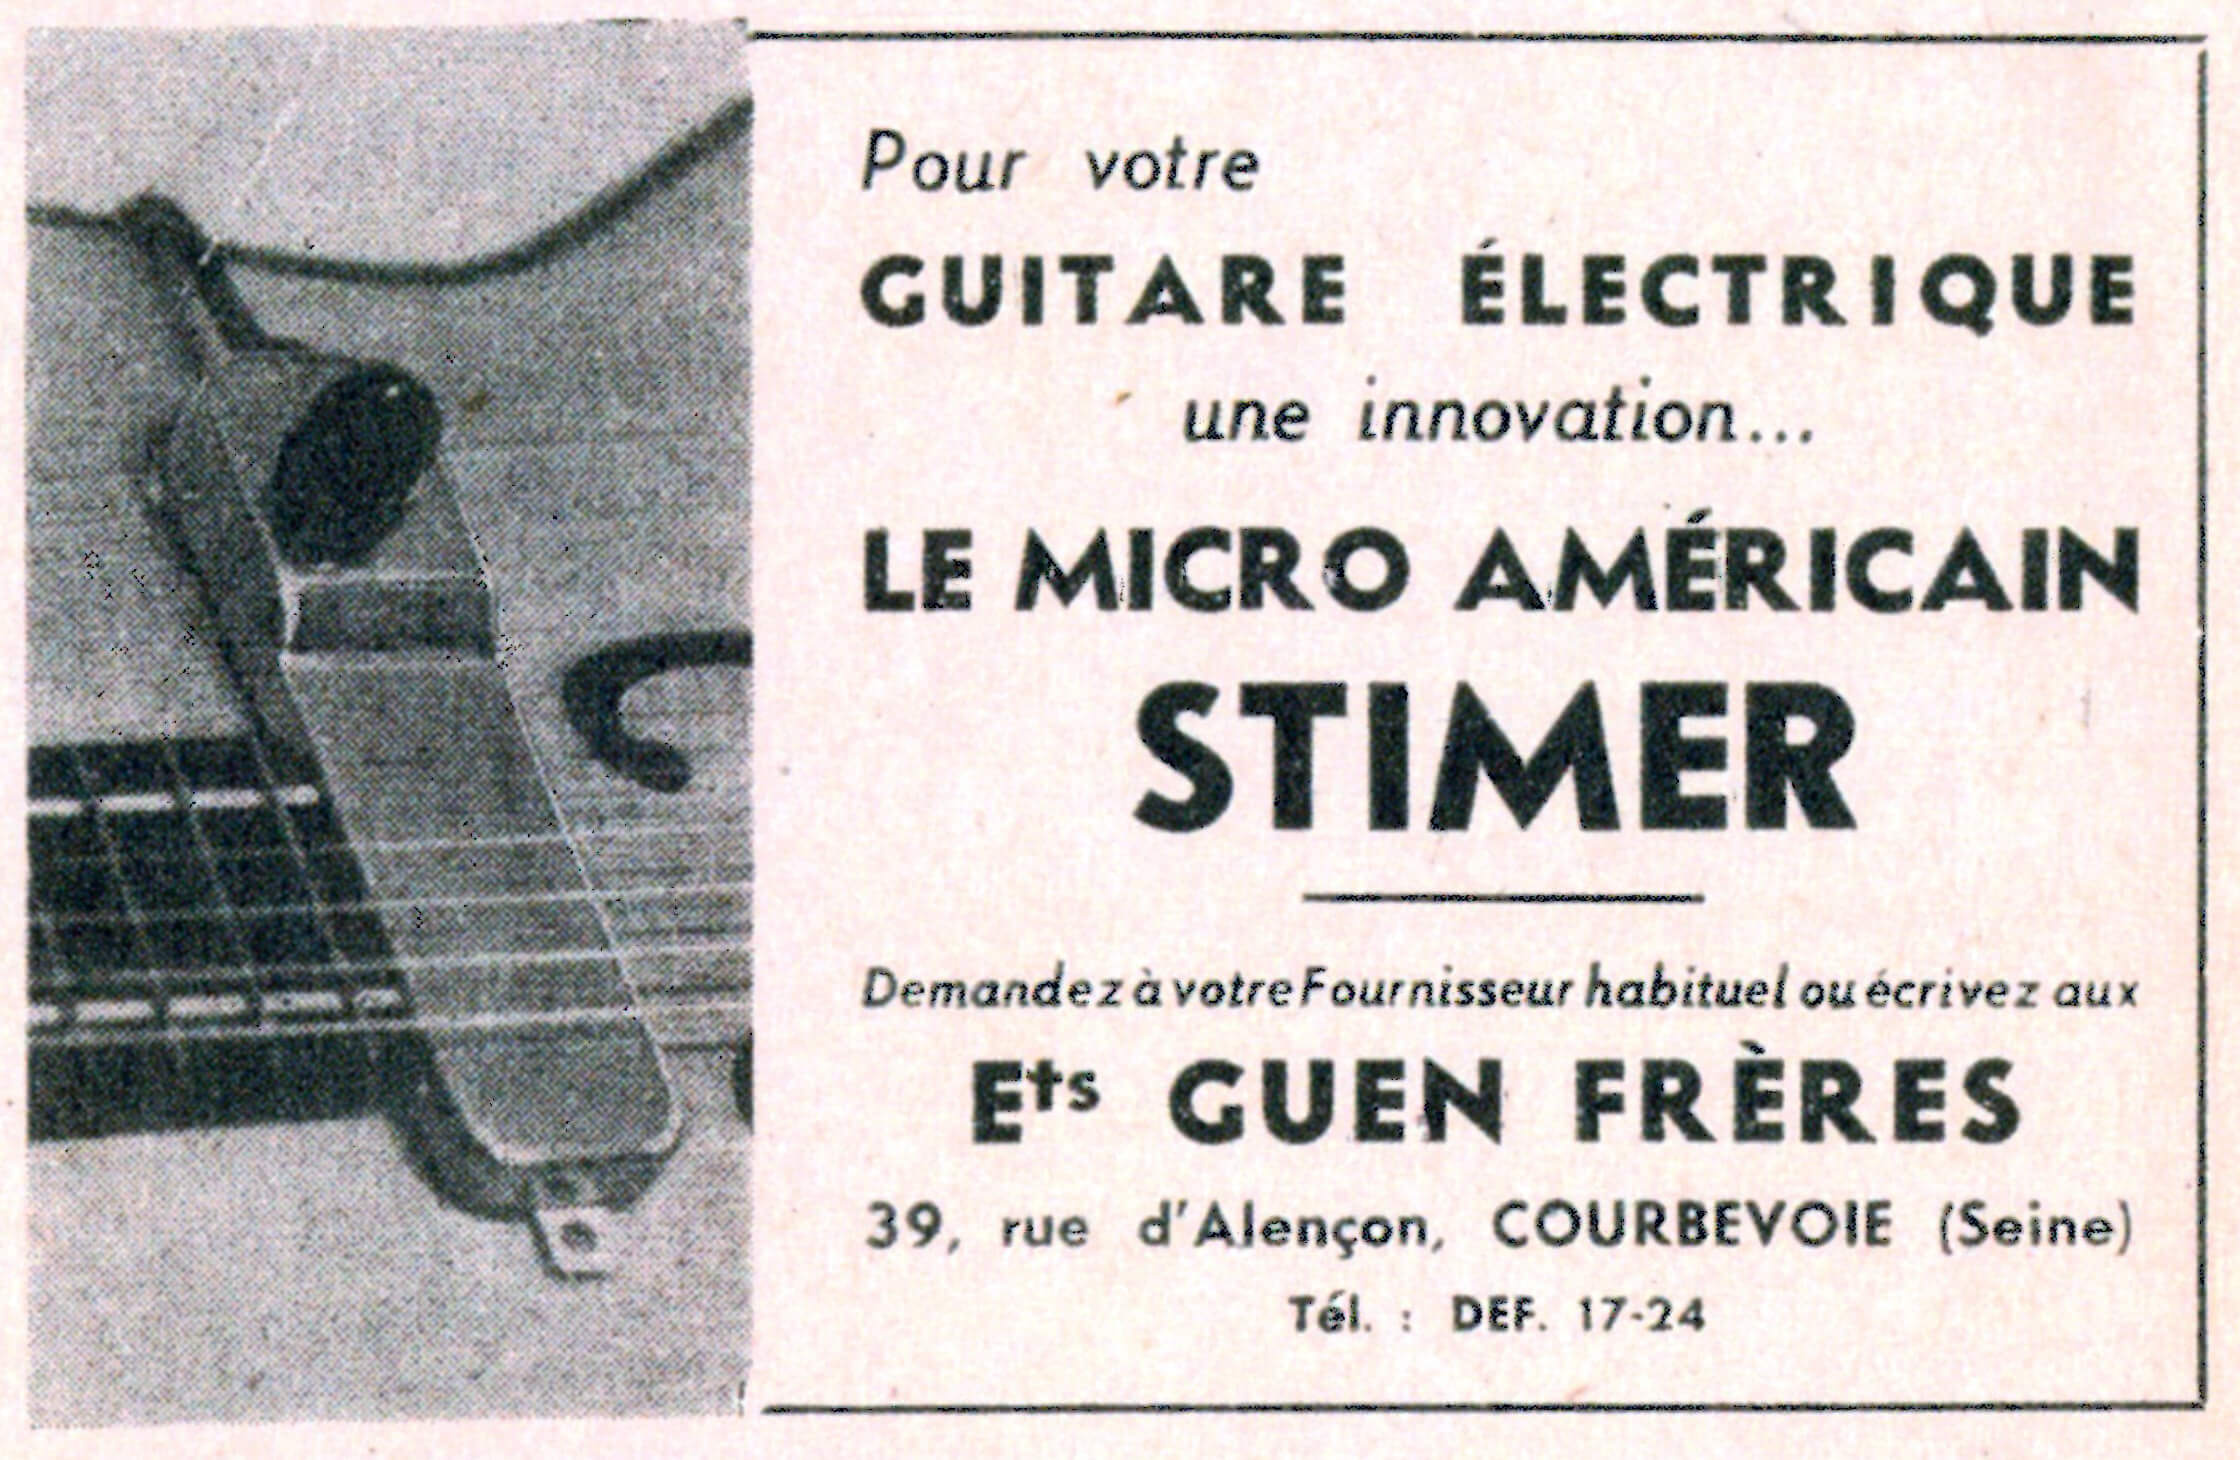 Pour votre
GUITARE ÉLECTRIQUE
une innovation...
LE MICRO AMÉRICAIN
STIMER
Demandez à votre Fournisseur habituel ou écrivez aux
Ets GUEN FRÈRES
39, rue d'Alençon, COURBEVOIE (Seine)
Tél. : DEF. 17-24